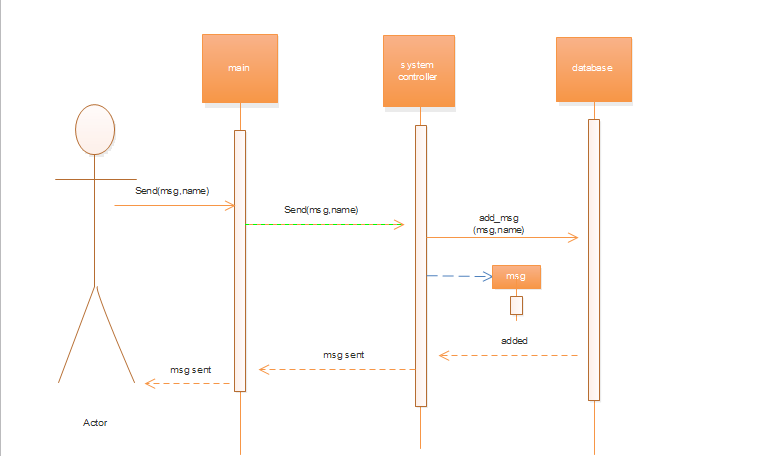 main
system
controller
database
Send(msg,name)
Send(msg,name)
add_msg
(msg,name)
msg
added
msg sent
msg sent
Actor